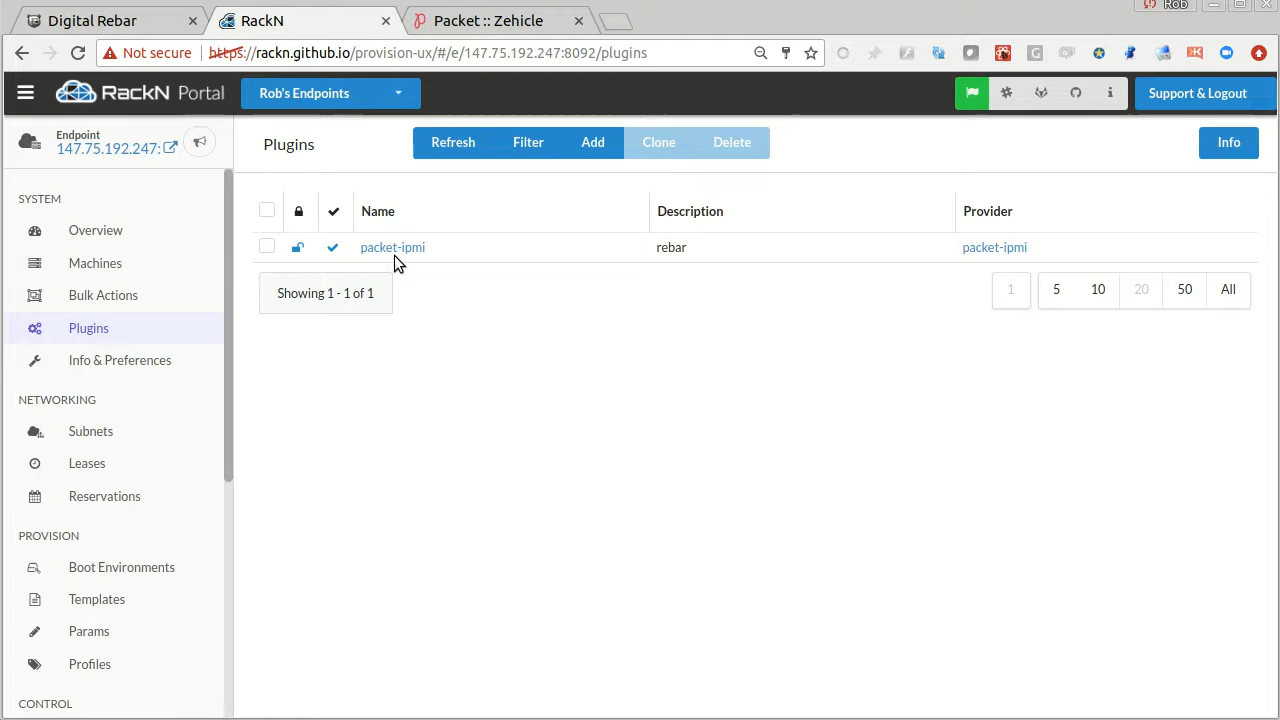 Digital Rebar
RackN
Packet :: Zehicle
Rob
Not secure
https://rackn.github.io/provision-ux/#/e/147.75.192.247:8092/plugins
RackN Portal
Rob's Endpoints
Support & Logout
Endpoint
147.75.192.247:
Plugins
Refresh
Filter
Add
Clone
Delete
Info
SYSTEM
Overview
Machines
Bulk Actions
Plugins
Info & Preferences
NETWORKING
Subnets
Leases
Reservations
PROVISION
Boot Environments
Templates
Params
Profiles
CONTROL
Name
Description
Provider
packet-ipmi
rebar
packet-ipmi
Showing 1 - 1 of 1
1
5
10
20
50
All